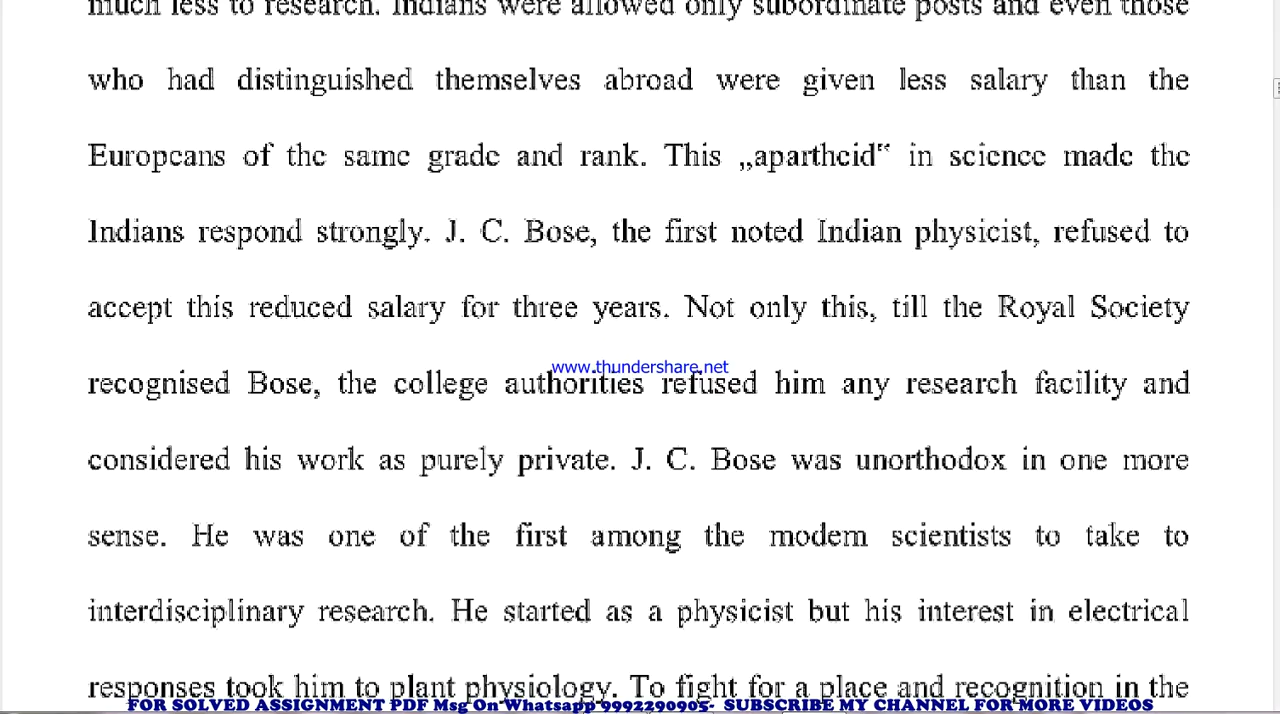 much less to research. Indians were allowed only subordinate posts and even those
who had distinguished themselves abroad were given less salary than the
Europeans of the same grade and rank. This „apartheid‟ in science made the
Indians respond strongly. J. C. Bose, the first noted Indian physicist, refused to
accept this reduced salary for three years. Not only this, till the Royal Society
www.thundershare.net
recognised Bose, the college authorities refused him any research facility and
considered his work as purely private. J. C. Bose was unorthodox in one more
sense. He was one of the first among the modem scientists to take to
interdisciplinary research. He started as a physicist but his interest in electrical
responses took him to plant physiology. To fight for a place and recognition in the
FOR SOLVED ASSIGNMENT PDF Msg On Whatsapp 9992290905- SUBSCRIBE MY CHANNEL FOR MORE VIDEOS